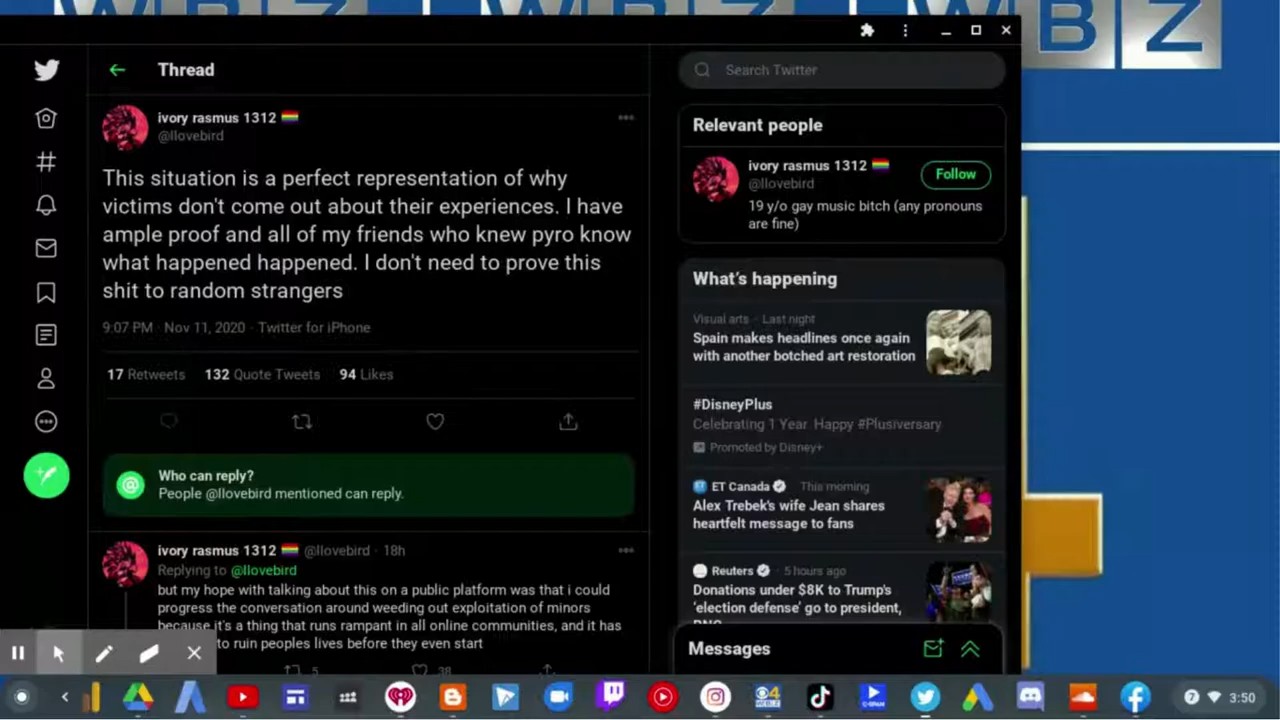 WBZ
WBZ
WBZ
Thread
Search Twitter
ivory rasmus 1312
@llovebird
This situation is a perfect representation of why
victims don't come out about their experiences. I have
ample proof and all of my friends who knew pyro know
what happened happened. I don't need to prove this
shit to random strangers
9:07 PM · Nov 11, 2020 · Twitter for iPhone
17 Retweets 132 Quote Tweets 94 Likes
Who can reply?
People @llovebird mentioned can reply.
ivory rasmus 1312 @llovebird · 18h
Replying to @llovebird
but my hope with talking about this on a public platform was that i could
progress the conversation around weeding out exploitation of minors
because it's a thing that runs rampant in all online communities, and it has
to ruin peoples lives before they even start
5 38
Relevant people
ivory rasmus 1312
@llovebird
Follow
19 y/o gay music bitch (any pronouns
are fine)
What's happening
Visual arts · Last night
Spain makes headlines once again
with another botched art restoration
#DisneyPlus
Celebrating 1 Year. Happy #Plusiversary
Promoted by Disney+
ET Canada · This morning
Alex Trebek's wife Jean shares
heartfelt message to fans
Reuters · 5 hours ago
Donations under $8K to Trump's
'election defense' go to president,
Messages
3:50